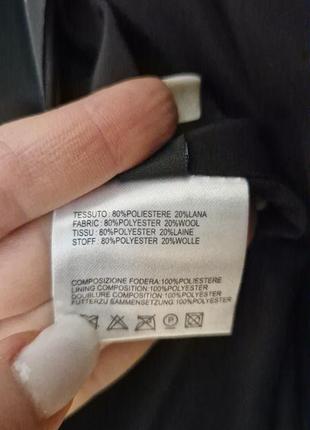 TESSUTO: 80%POLIESTERE 20%LANA
FABRIC: 80%POLYESTER 20%WOOL
TISSU: 80%POLYESTER 20%LAINE
STOFF: 80%POLYESTER 20%WOLLE
COMPOSIZIONE FODERA:100%POLIESTERE
LINING COMPOSITION:100%POLYESTER
DOUBLURE COMPOSITION:100%POLYESTER
FUTTERZU SAMMENSETZUNG:100%POLYESTER